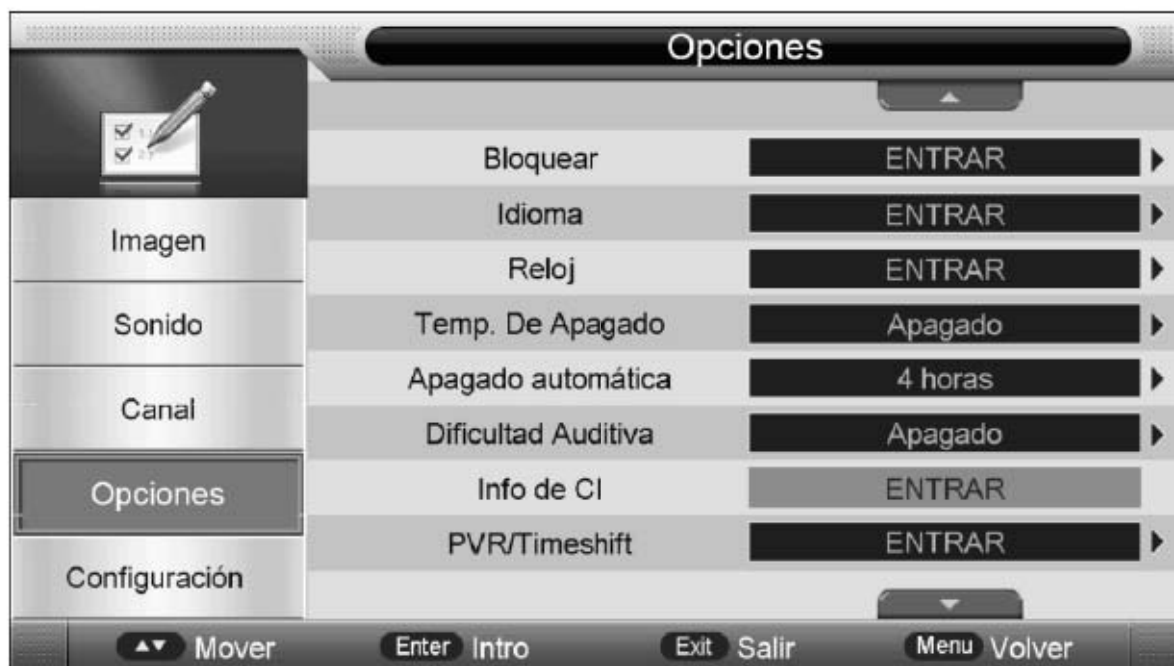 Opciones
Imagen
Sonido
Canal
Opciones
Configuración
Bloquear ENTRAR
Idioma ENTRAR
Reloj ENTRAR
Temp. De Apagado Apagado
Apagado automática 4 horas
Dificultad Auditiva Apagado
Info de CI ENTRAR
PVR/Timeshift ENTRAR
Mover Enter Intro Exit Salir Menu Volver